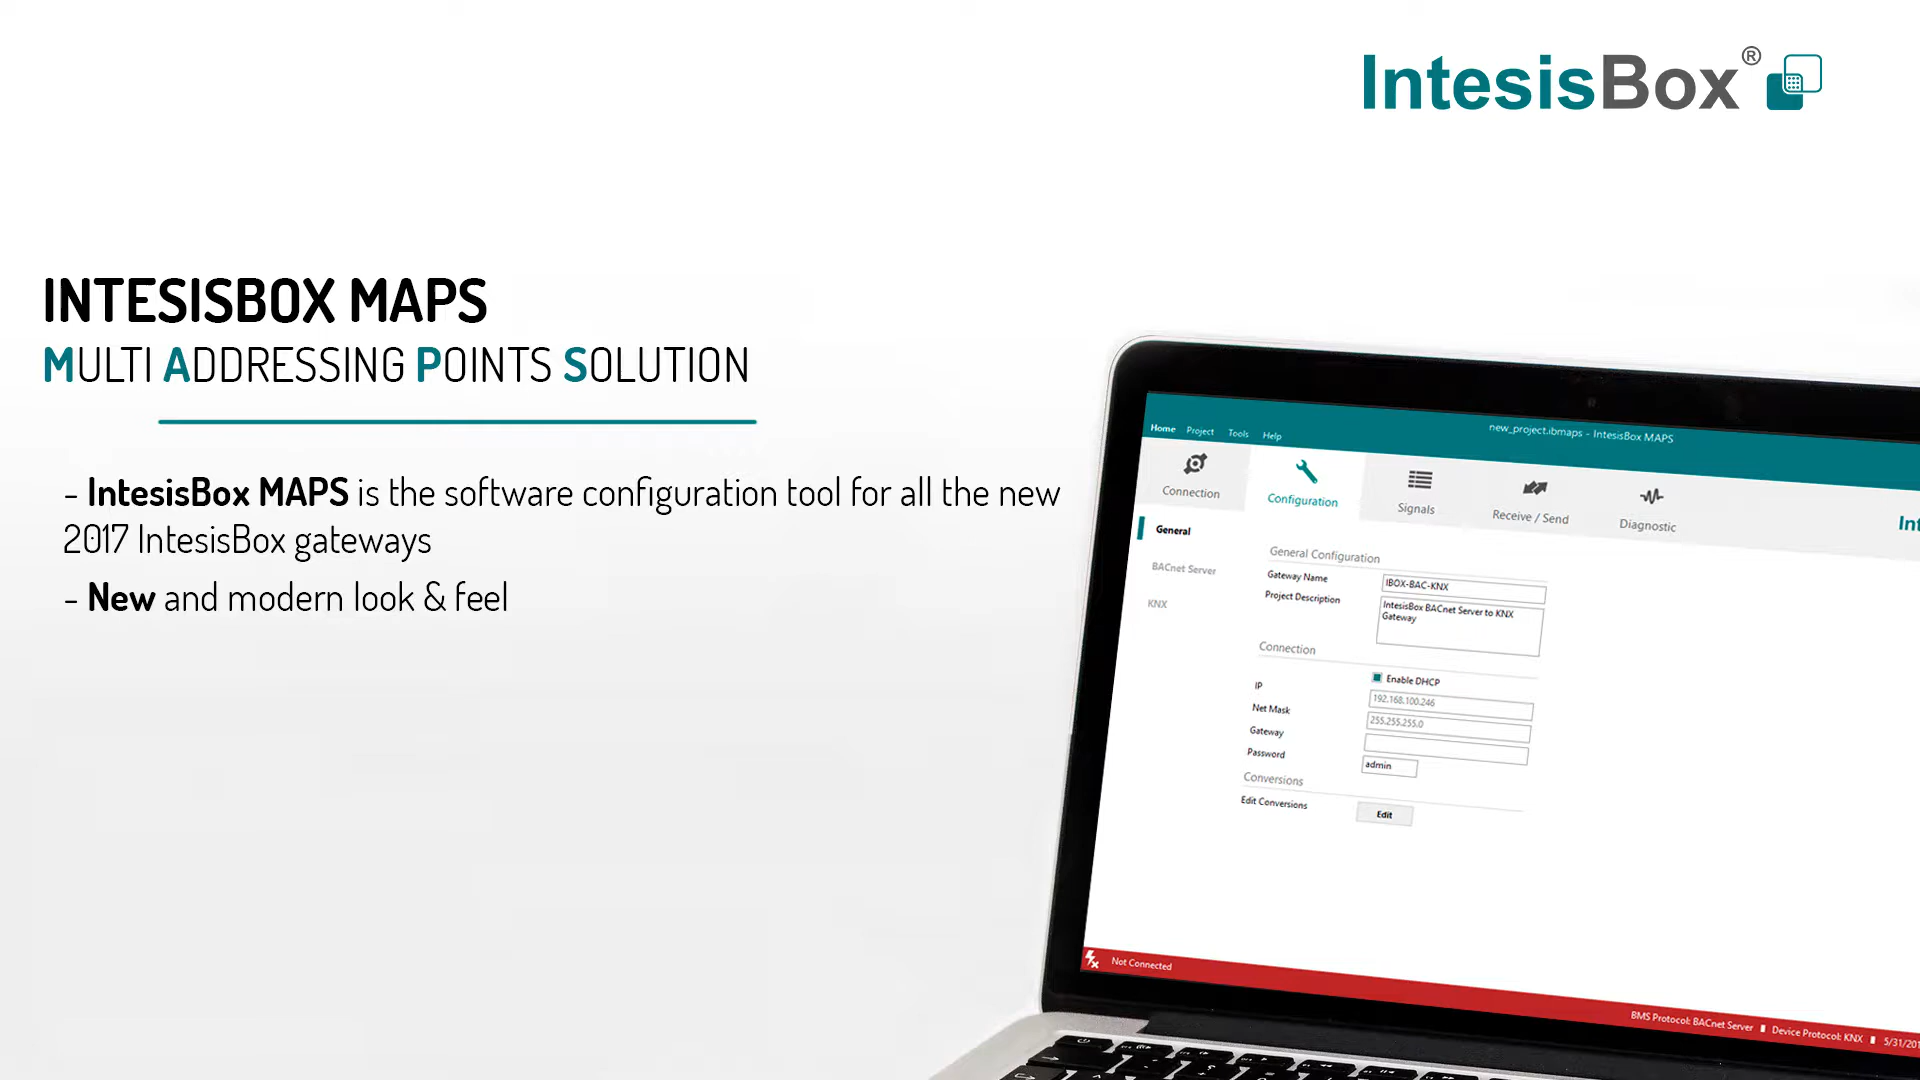 IntesisBox®
INTESISBOX MAPS
MULTI ADDRESSING POINTS SOLUTION
- IntesisBox MAPS is the software configuration tool for all the new
2017 IntesisBox gateways
- New and modern look & feel
new_project.ibmaps - IntesisBox MAPS
Home Project Tools Help
Connection Configuration Signals Receive / Send Diagnostic
Int
General
BACnet Server
KNX
General Configuration
Gateway Name IBOX-BAC-KNX
Project Description IntesisBox BACnet Server to KNX
Gateway
Connection
Enable DHCP
IP 192.168.100.246
Net Mask 255.255.255.0
Gateway
Password admin
Conversions
Edit Conversions Edit
Not Connected
BMS Protocol: BACnet Server Device Protocol: KNX 5/31/201